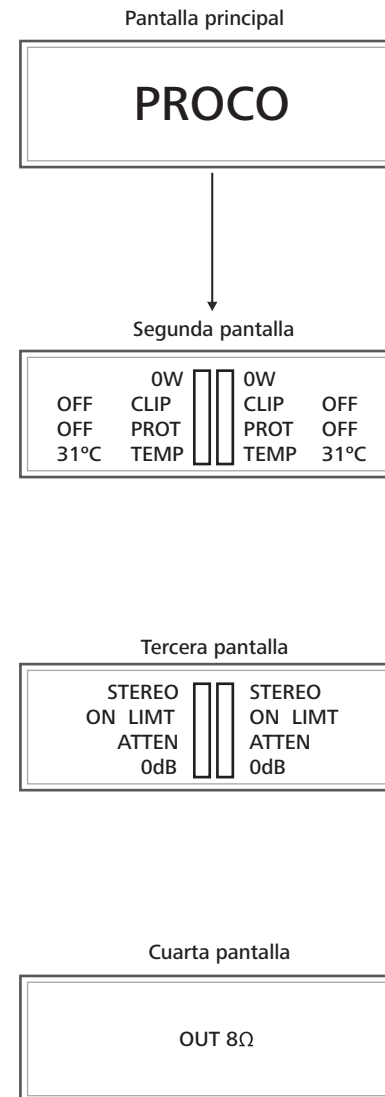 Pantalla principal
PROCO
Segunda pantalla
0W 0W
OFF CLIP CLIP OFF
OFF PROT PROT OFF
31ºC TEMP TEMP 31ºC
Tercera pantalla
STEREO STEREO
ON LIMT ON LIMT
ATTEN ATTEN
0dB 0dB
Cuarta pantalla
OUT 8Ω